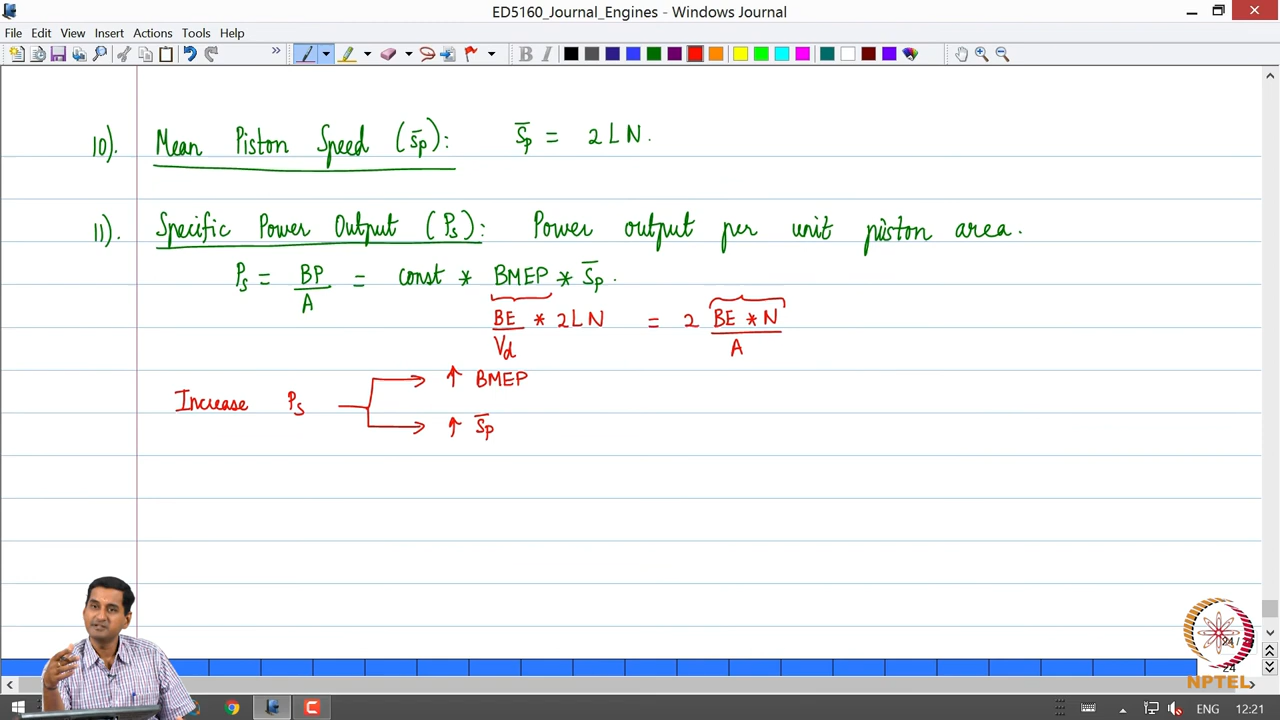 ED5160_Journal_Engines - Windows Journal
File Edit View Insert Actions Tools Help
B I
10). Mean Piston Speed (S̄p): S̄p = 2LN.
11). Specific Power Output (Ps): Power output per unit piston area.
Ps = BP/A = const * BMEP * S̄p.
BE/Vd * 2LN = 2 BE * N/A
Increase Ps → ↑ BMEP
→ ↑ S̄p
24
NPTEL
ENG 12:21